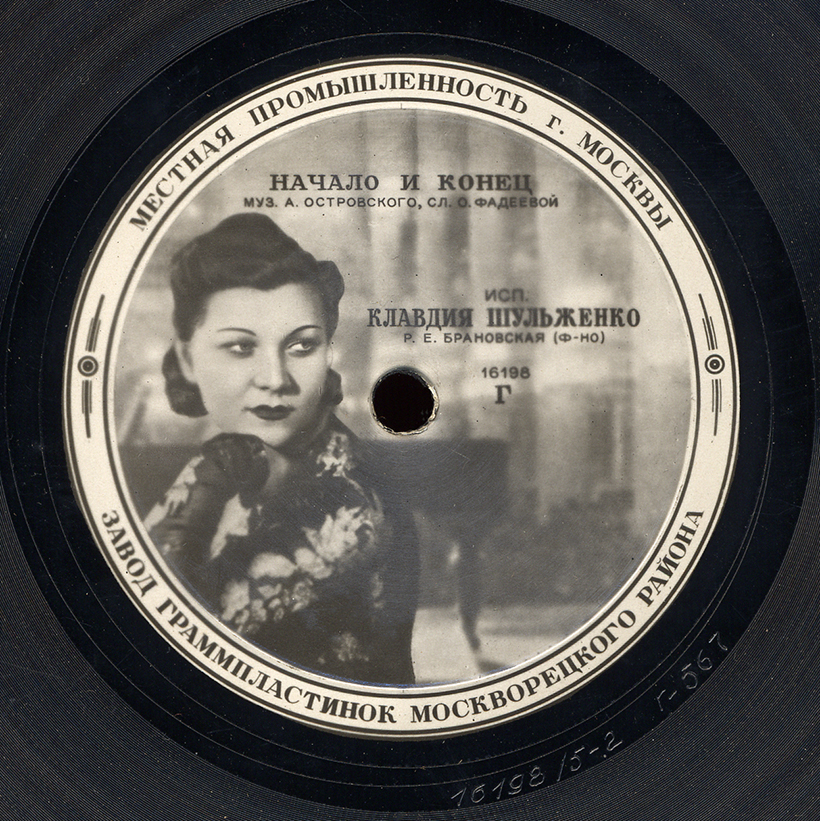 МЕСТНАЯ ПРОМЫШЛЕННОСТЬ г. МОСКВЫ
НАЧАЛО И КОНЕЦ
МУЗ. А. ОСТРОВСКОГО, СЛ. О. ФАДЕЕВОЙ
ИСП.
КЛАВДИЯ ШУЛЬЖЕНКО
Р. Е. БРАНОВСКАЯ (Ф-НО)
16198
Г
ЗАВОД ГРАММПЛАСТИНОК МОСКВОРЕЦКОГО РАЙОНА
16198/5-2 Г-567